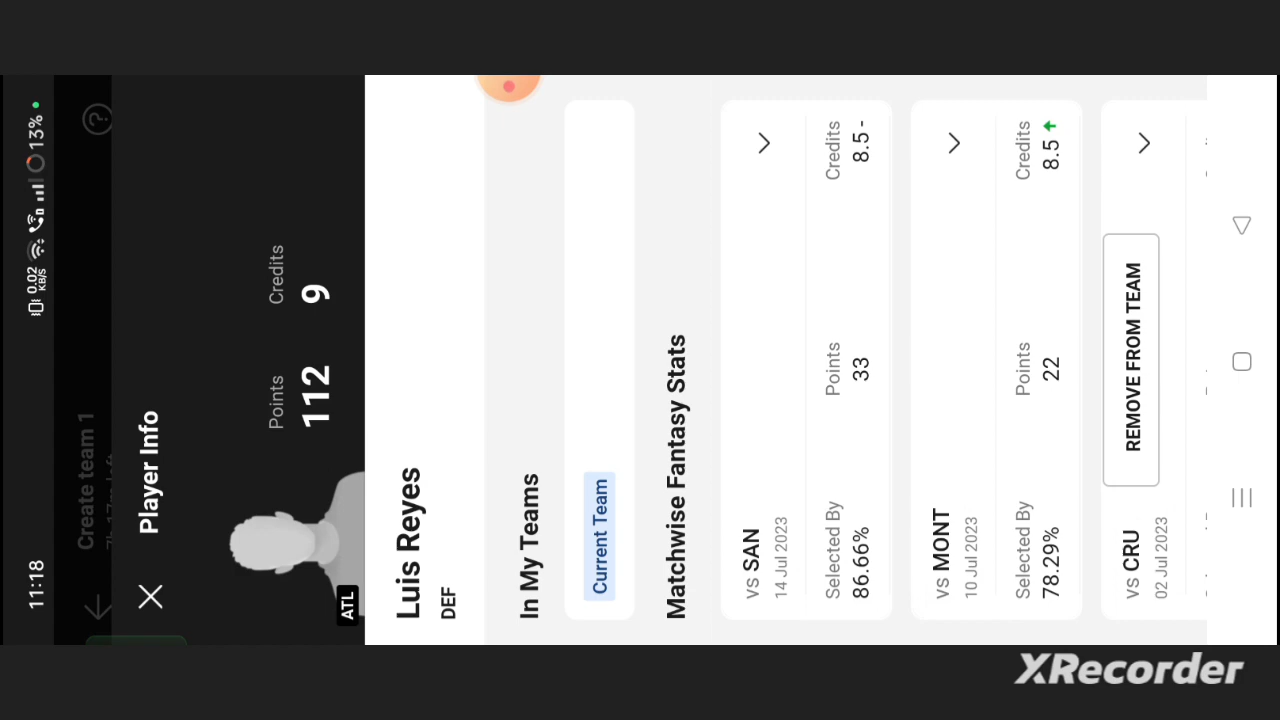 11:18
0.02
KB/S
13%
Create team 1
Player Info
Points
Credits
112
9
ATL
Luis Reyes
DEF
In My Teams
Current Team
Matchwise Fantasy Stats
vs SAN
14 Jul 2023
Selected By
Points
Credits
86.66%
33
8.5 -
vs MONT
10 Jul 2023
Selected By
Points
Credits
78.29%
22
8.5
vs CRU
02 Jul 2023
REMOVE FROM TEAM
XRecorder